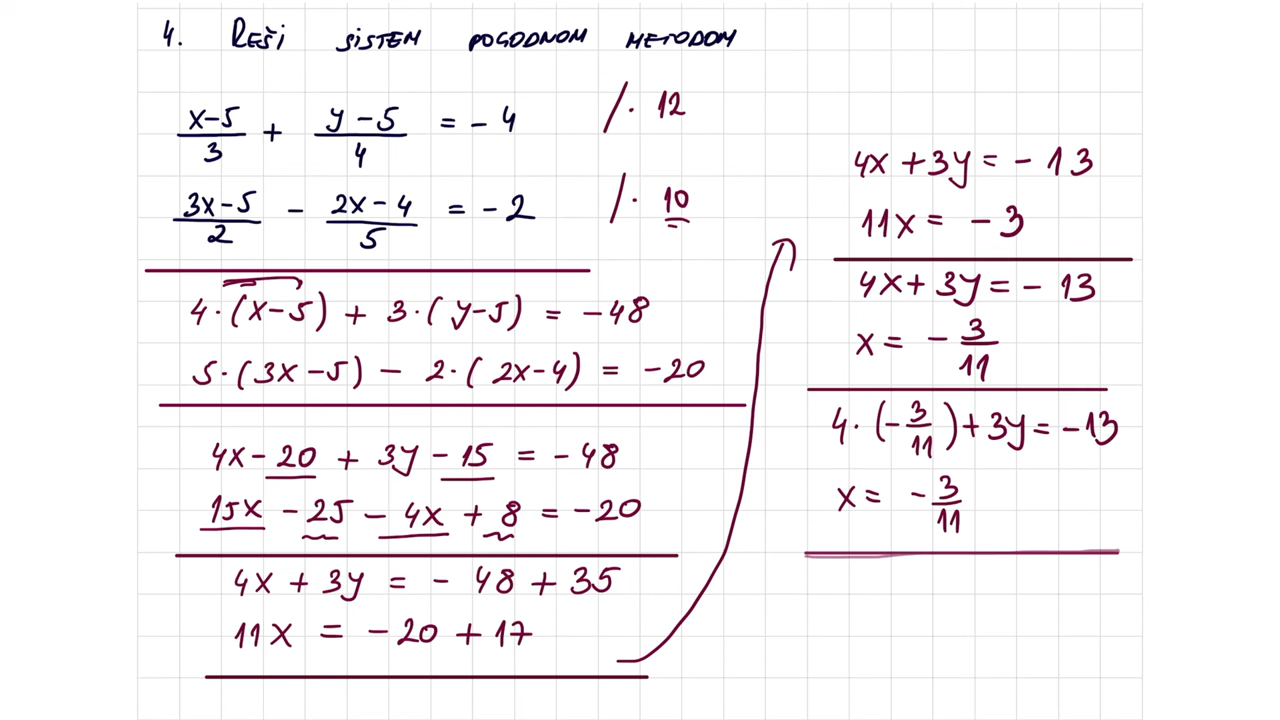 4. Reši sistem pogodnom metodom
(x-5)/3 + (y-5)/4 = -4 /· 12
(3x-5)/2 - (2x-4)/5 = -2 /· 10
4·(x-5) + 3·(y-5) = -48
5·(3x-5) - 2·(2x-4) = -20
4x-20 + 3y-15 = -48
15x -25 -4x +8 = -20
4x + 3y = -48 + 35
11x = -20 + 17
4x + 3y = -13
11x = -3
4x + 3y = -13
x = -3/11
4·(-3/11) + 3y = -13
x = -3/11